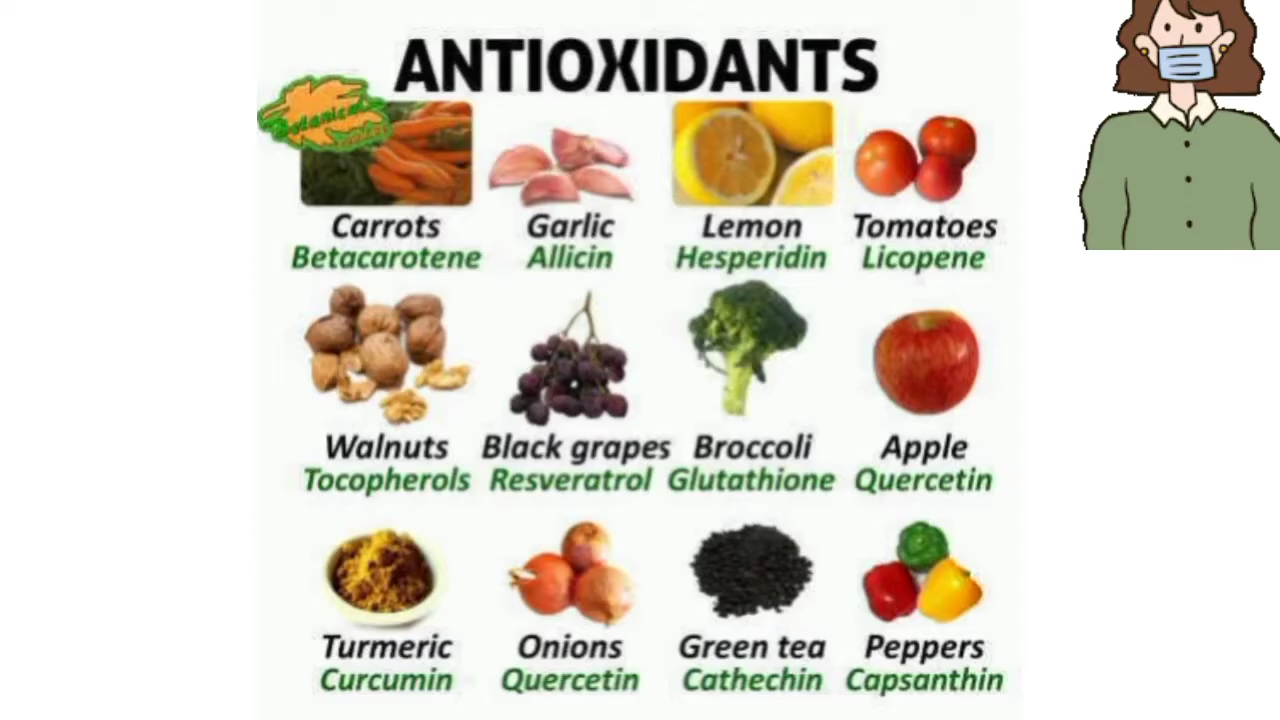 ANTIOXIDANTS
Botanical
Carrots Garlic Lemon Tomatoes
Betacarotene Allicin Hesperidin Licopene
Walnuts Black grapes Broccoli Apple
Tocopherols Resveratrol Glutathione Quercetin
Turmeric Onions Green tea Peppers
Curcumin Quercetin Cathechin Capsanthin